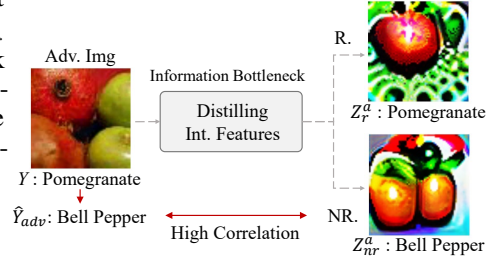 Adv. Img
Y : Pomegranate
Ŷ_adv: Bell Pepper
Information Bottleneck
Distilling
Int. Features
High Correlation
R.
Z_r^a : Pomegranate
NR.
Z_nr^a : Bell Pepper